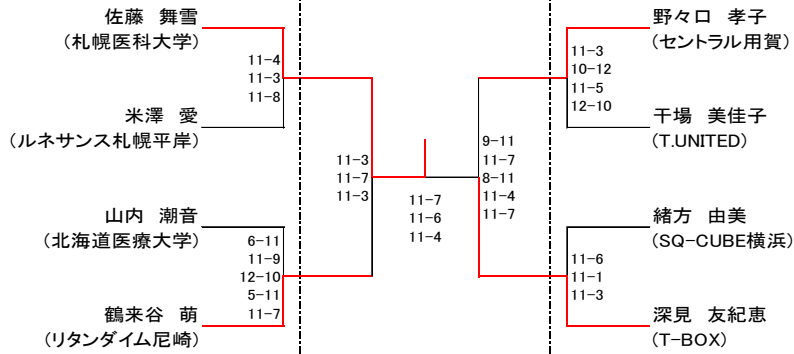 佐藤　舞雪
(札幌医科大学)
11-4
11-3
11-8
米澤　愛
(ルネサンス札幌平岸)
11-3
11-7
11-3
山内　潮音
(北海道医療大学)
6-11
11-9
12-10
5-11
11-7
鶴来谷　萌
(リタンダイム尼崎)
11-7
11-6
11-4
野々口　孝子
(セントラル用賀)
11-3
10-12
11-5
12-10
干場　美佳子
(T.UNITED)
9-11
11-7
8-11
11-4
11-7
緒方　由美
(SQ-CUBE横浜)
11-6
11-1
11-3
深見　友紀恵
(T-BOX)